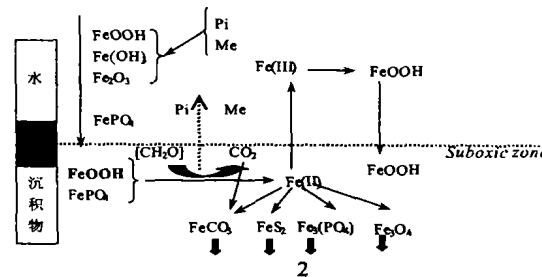 FeOOH
Fe(OH)₃
Fe₂O₃
Pi
Me
水
FePO₄
Fe(III)
FeOOH
Pi
Me
{CH₂O}
CO₂
Suboxic zone
FeOOH
FePO₄
Fe(II)
FeOOH
沉积物
FeCO₃
FeS₂
Fe₃(PO₄)
Fe₃O₄
2